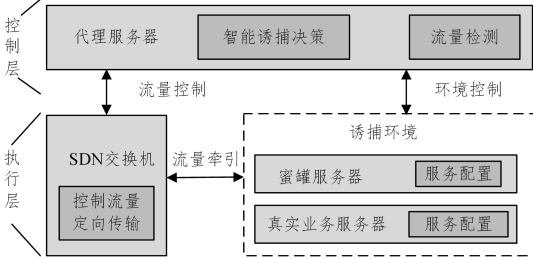 控制层
代理服务器
智能诱捕决策
流量检测
流量控制
环境控制
执行层
SDN交换机
控制流量
定向传输
流量牵引
诱捕环境
蜜罐服务器
服务配置
真实业务服务器
服务配置